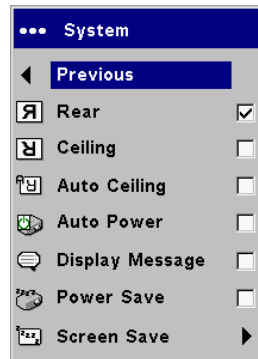 ••• System
Previous
Rear
Ceiling
Auto Ceiling
Auto Power
Display Message
Power Save
Screen Save